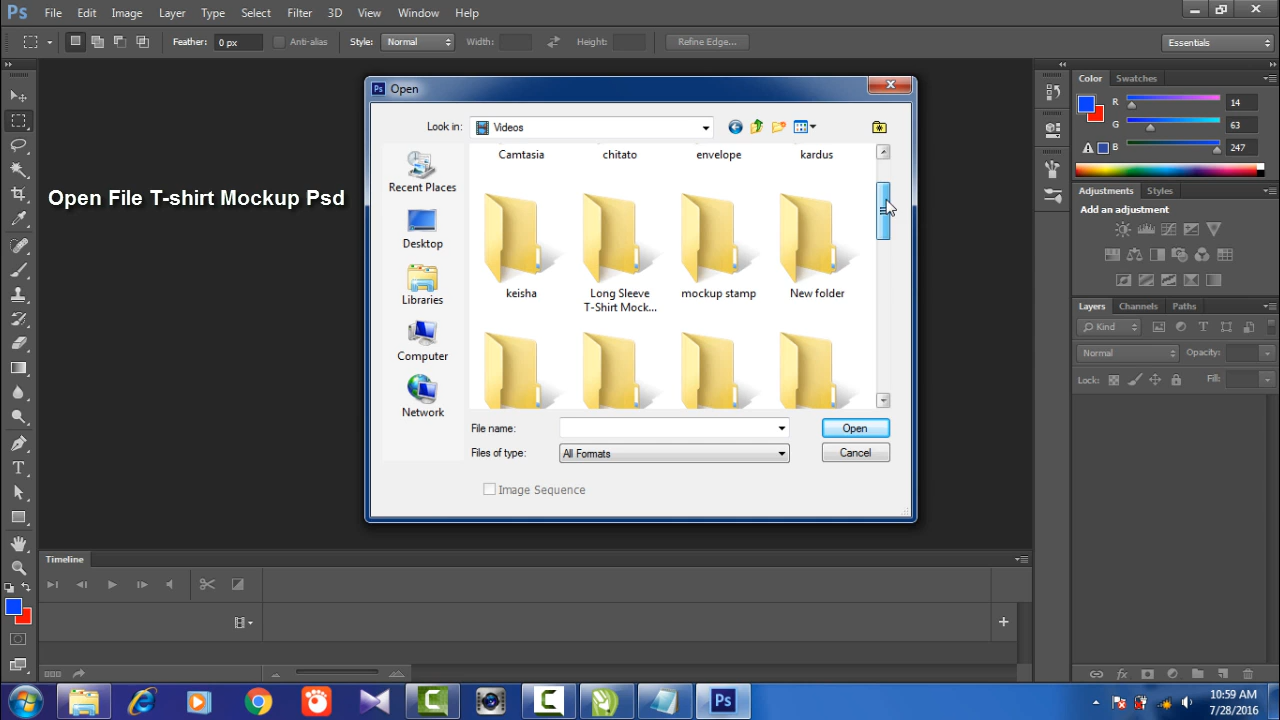 Ps File Edit Image Layer Type Select Filter 3D View Window Help
Feather: 0 px Anti-alias Style: Normal Width: Height: Refine Edge... Essentials
Open File T-shirt Mockup Psd
Ps Open
Look in: Videos
Recent Places
Desktop
Libraries
Computer
Network
Camtasia chitato envelope kardus
keisha Long Sleeve T-Shirt Mock... mockup stamp New folder
File name: Open
Files of type: All Formats Cancel
Image Sequence
Color Swatches
R 14
G 63
B 247
Adjustments Styles
Add an adjustment
Layers Channels Paths
Kind
Normal Opacity:
Lock: Fill:
Timeline
10:59 AM
7/28/2016